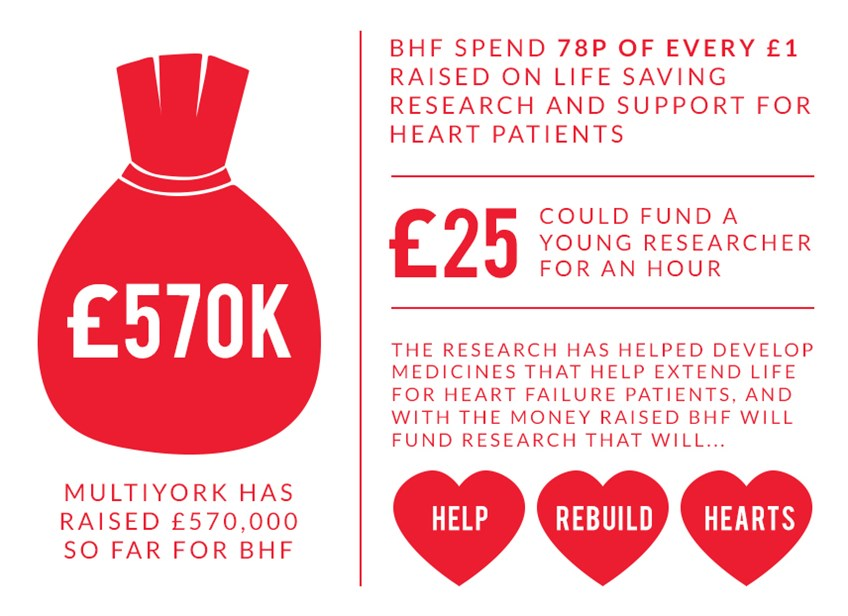 £570K
MULTIYORK HAS
RAISED £570,000
SO FAR FOR BHF
BHF SPEND 78P OF EVERY £1
RAISED ON LIFE SAVING
RESEARCH AND SUPPORT FOR
HEART PATIENTS
£25
COULD FUND A
YOUNG RESEARCHER
FOR AN HOUR
THE RESEARCH HAS HELPED DEVELOP
MEDICINES THAT HELP EXTEND LIFE
FOR HEART FAILURE PATIENTS, AND
WITH THE MONEY RAISED BHF WILL
FUND RESEARCH THAT WILL...
HELP REBUILD HEARTS